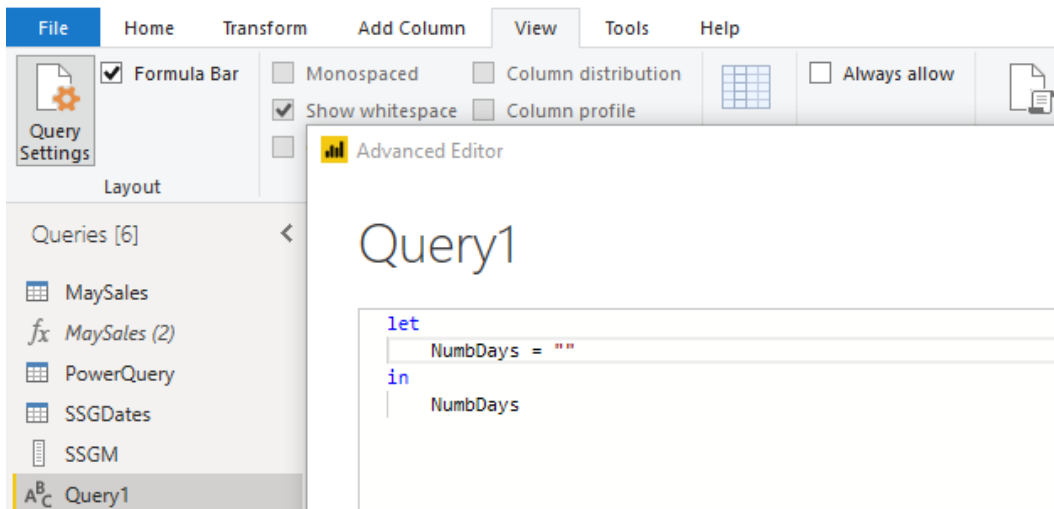 File Home Transform Add Column View Tools Help
Formula Bar Monospaced Column distribution Always allow
Show whitespace Column profile
Query
Settings
Layout
Advanced Editor
Queries [6]
Query1
MaySales
fx MaySales (2)
PowerQuery
SSGDates
SSGM
ABC Query1
let
NumbDays = ""
in
NumbDays